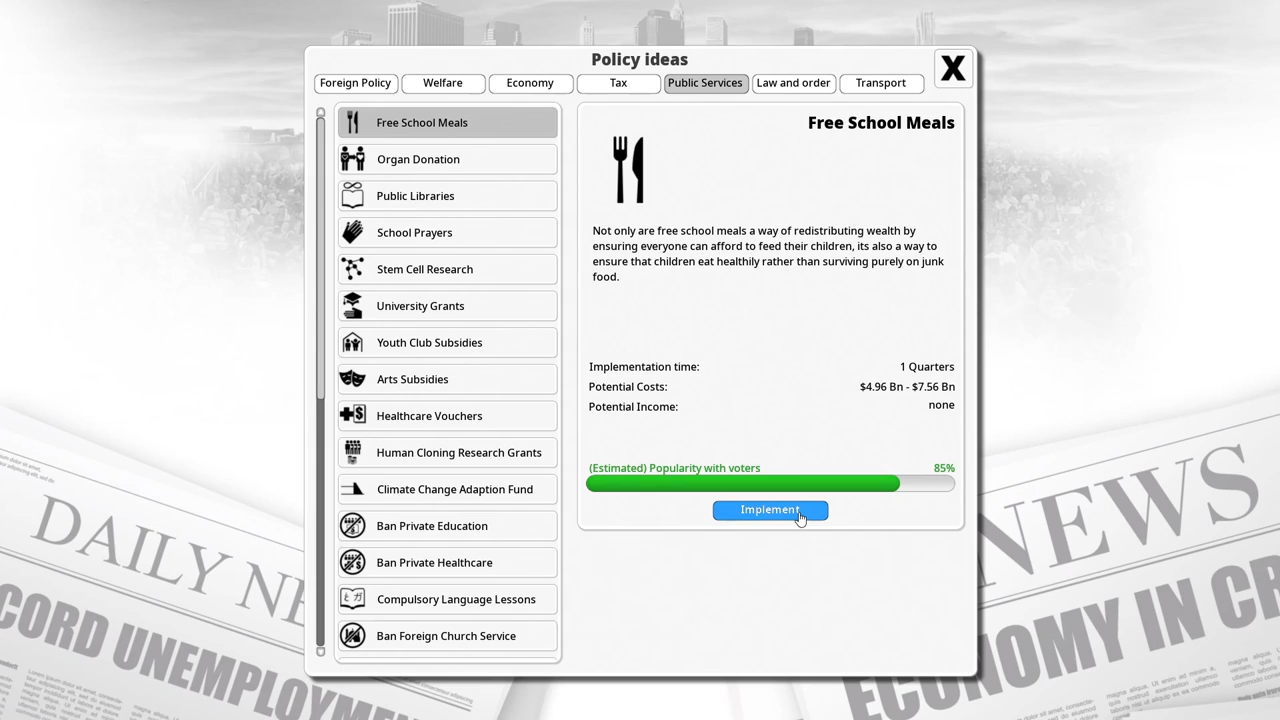 Policy ideas
X
Foreign Policy
Welfare
Economy
Tax
Public Services
Law and order
Transport
Free School Meals
Organ Donation
Public Libraries
School Prayers
Stem Cell Research
University Grants
Youth Club Subsidies
Arts Subsidies
Healthcare Vouchers
Human Cloning Research Grants
Climate Change Adaption Fund
Ban Private Education
Ban Private Healthcare
Compulsory Language Lessons
Ban Foreign Church Service
Free School Meals
Not only are free school meals a way of redistributing wealth by
ensuring everyone can afford to feed their children, its also a way to
ensure that children eat healthily rather than surviving purely on junk
food.
Implementation time: 1 Quarters
Potential Costs: $4.96 Bn - $7.56 Bn
Potential Income: none
(Estimated) Popularity with voters 85%
Implement
DAILY NE
CORD UNEMPLOYM
NEWS
ECONOMY IN CR